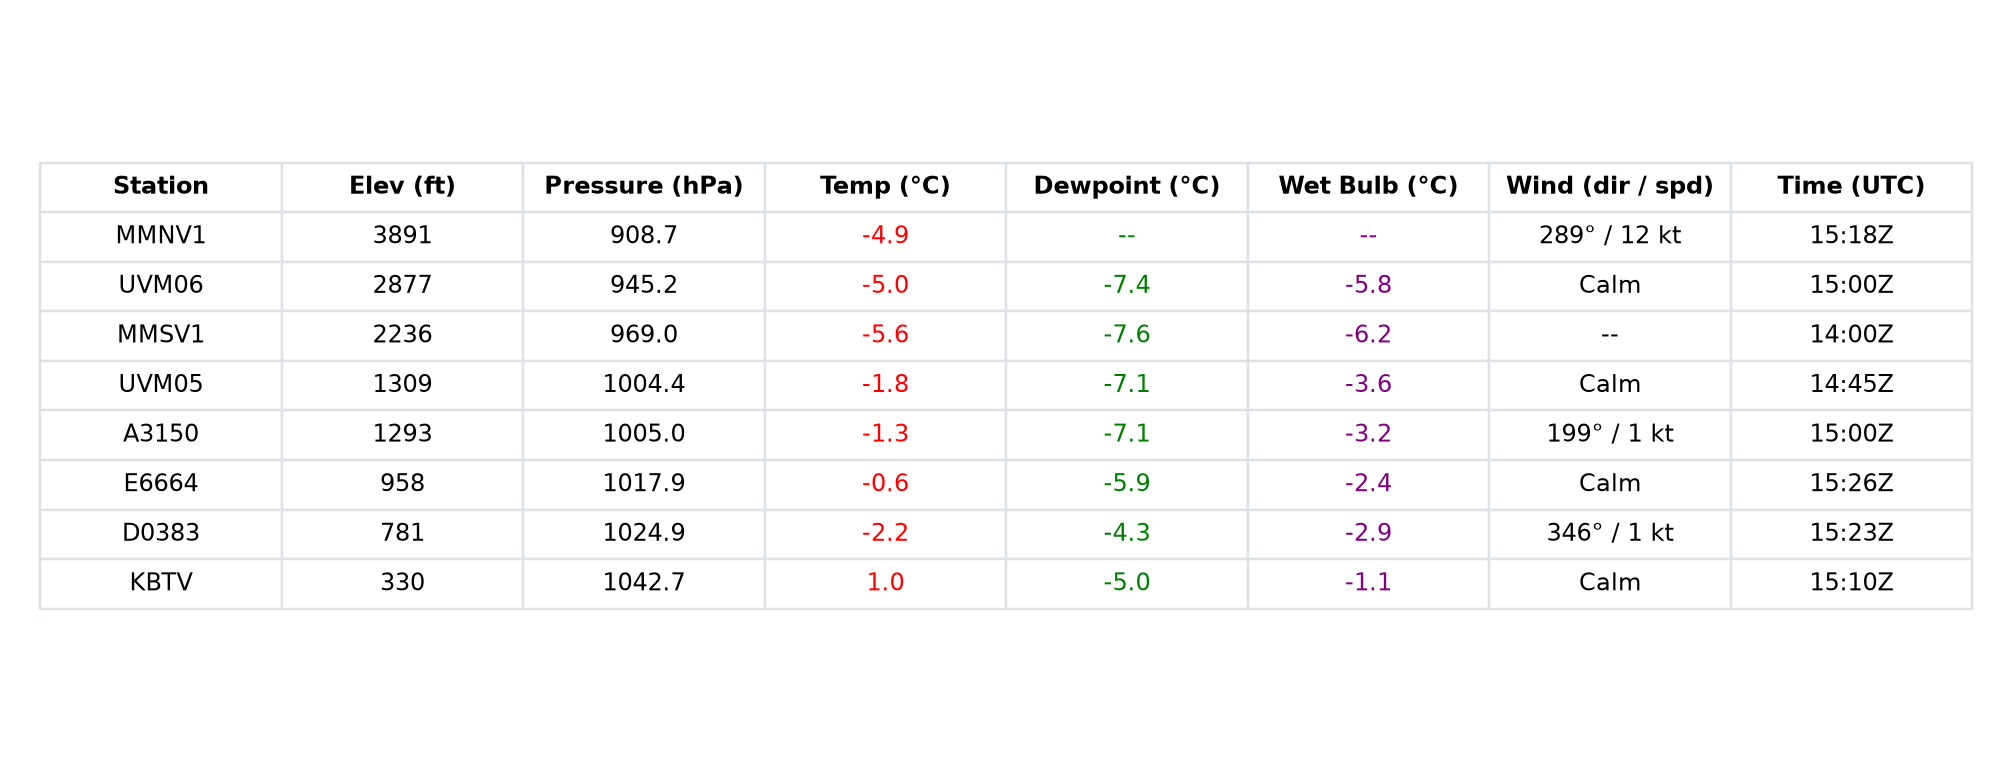 Station Elev (ft) Pressure (hPa) Temp (°C) Dewpoint (°C) Wet Bulb (°C) Wind (dir / spd) Time (UTC)
MMNV1 3891 908.7 -4.9 -- -- 289° / 12 kt 15:18Z
UVM06 2877 945.2 -5.0 -7.4 -5.8 Calm 15:00Z
MMSV1 2236 969.0 -5.6 -7.6 -6.2 -- 14:00Z
UVM05 1309 1004.4 -1.8 -7.1 -3.6 Calm 14:45Z
A3150 1293 1005.0 -1.3 -7.1 -3.2 199° / 1 kt 15:00Z
E6664 958 1017.9 -0.6 -5.9 -2.4 Calm 15:26Z
D0383 781 1024.9 -2.2 -4.3 -2.9 346° / 1 kt 15:23Z
KBTV 330 1042.7 1.0 -5.0 -1.1 Calm 15:10Z